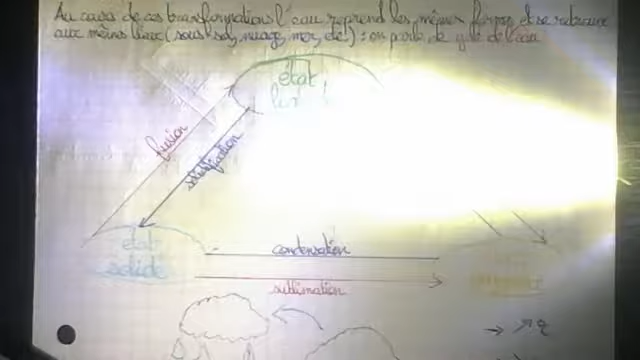 Au cours de ces transformations l'eau reprend les mêmes formes et se retrouve
aux mêmes lieux (sous-sol, nuage, mer, etc) : on parle de cycle de l'eau
état
fusion
solidification
état
solide
condensation
sublimation